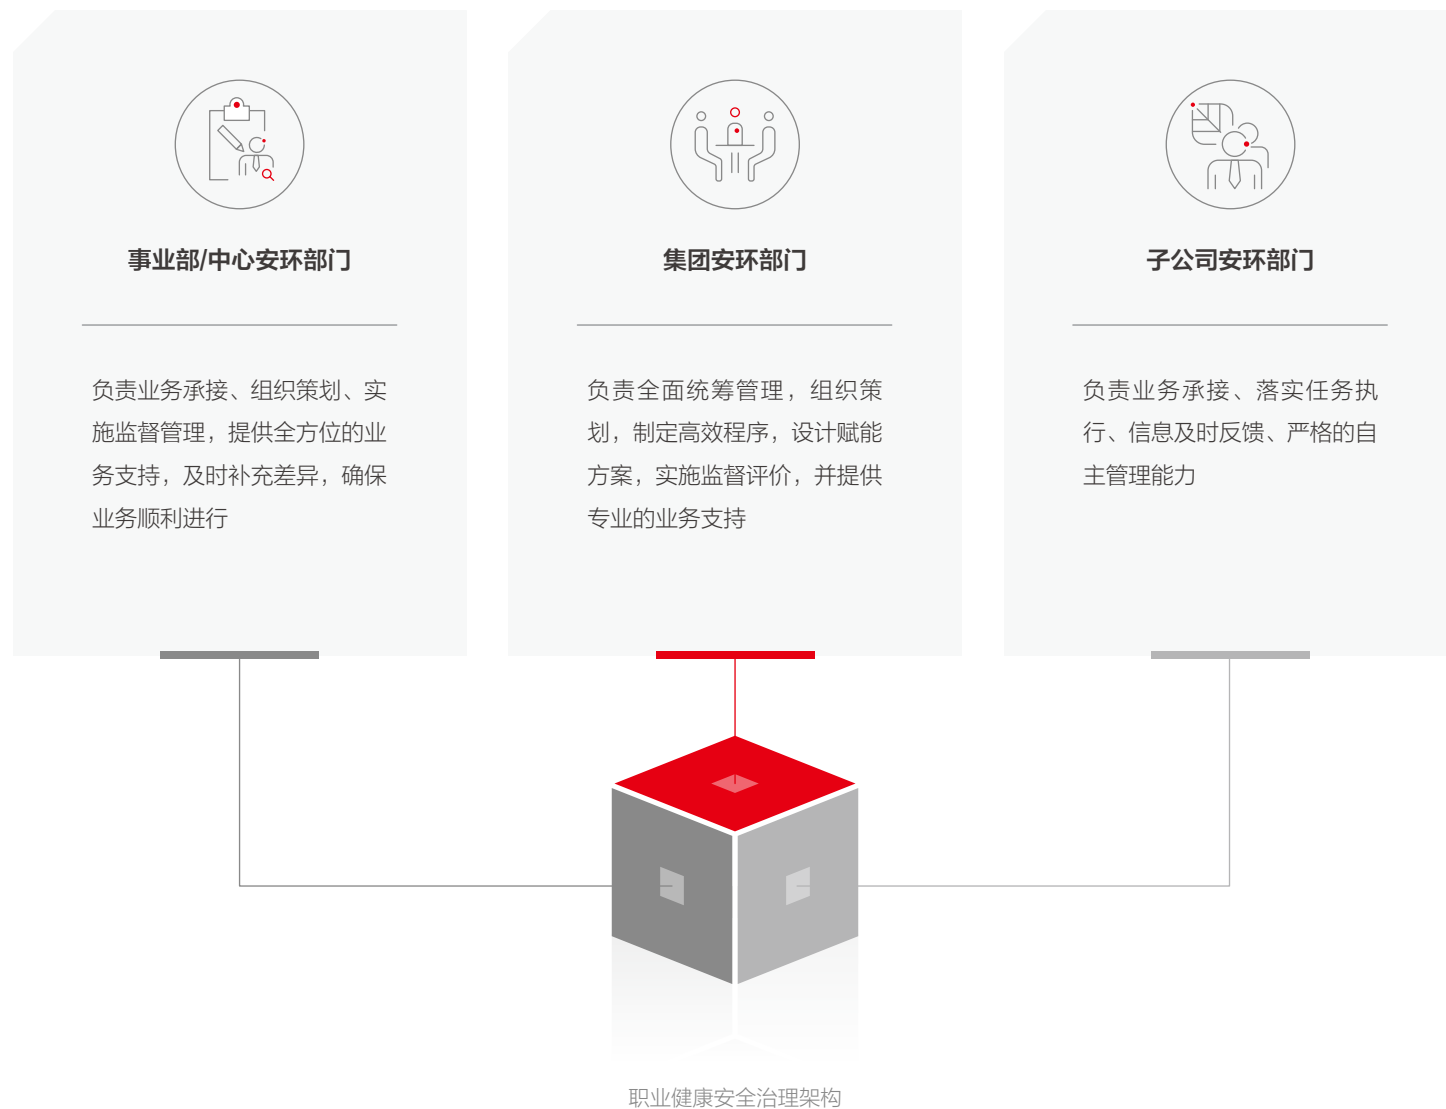 事业部/中心安环部门
负责业务承接、组织策划、实
施监督管理，提供全方位的业
务支持，及时补充差异，确保
业务顺利进行
集团安环部门
负责全面统筹管理，组织策
划，制定高效程序，设计赋能
方案，实施监督评价，并提供
专业的业务支持
子公司安环部门
负责业务承接、落实任务执
行、信息及时反馈、严格的自
主管理能力
职业健康安全治理架构